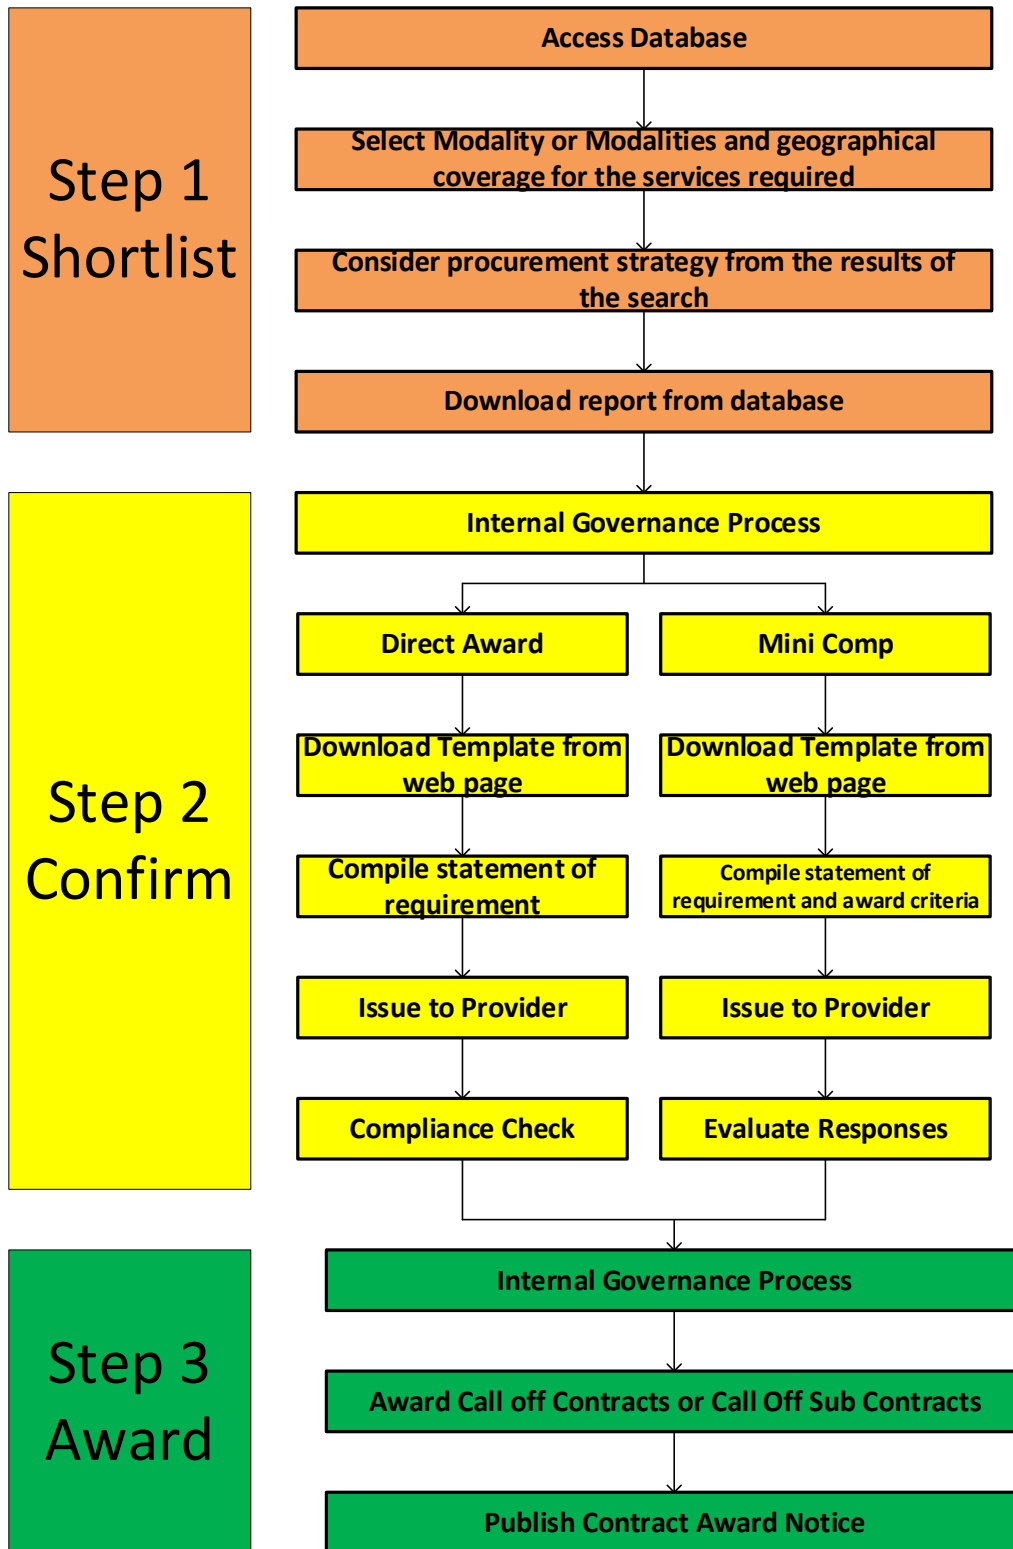 Step 1
Shortlist
Access Database
Select Modality or Modalities and geographical
coverage for the services required
Consider procurement strategy from the results of
the search
Download report from database
Step 2
Confirm
Internal Governance Process
Direct Award
Mini Comp
Download Template from
web page
Download Template from
web page
Compile statement of
requirement
Compile statement of
requirement and award criteria
Issue to Provider
Issue to Provider
Compliance Check
Evaluate Responses
Step 3
Award
Internal Governance Process
Award Call off Contracts or Call Off Sub Contracts
Publish Contract Award Notice